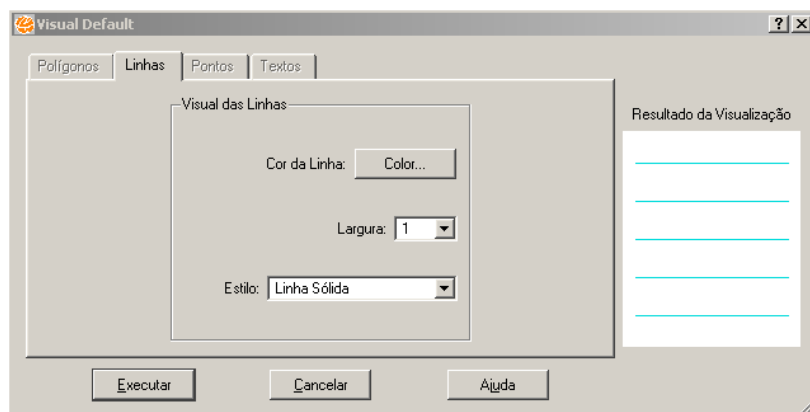 Visual Default
Polígonos Linhas Pontos Textos
Visual das Linhas
Resultado da Visualização
Cor da Linha: Color...
Largura: 1
Estilo: Linha Sólida
Executar Cancelar Ajuda